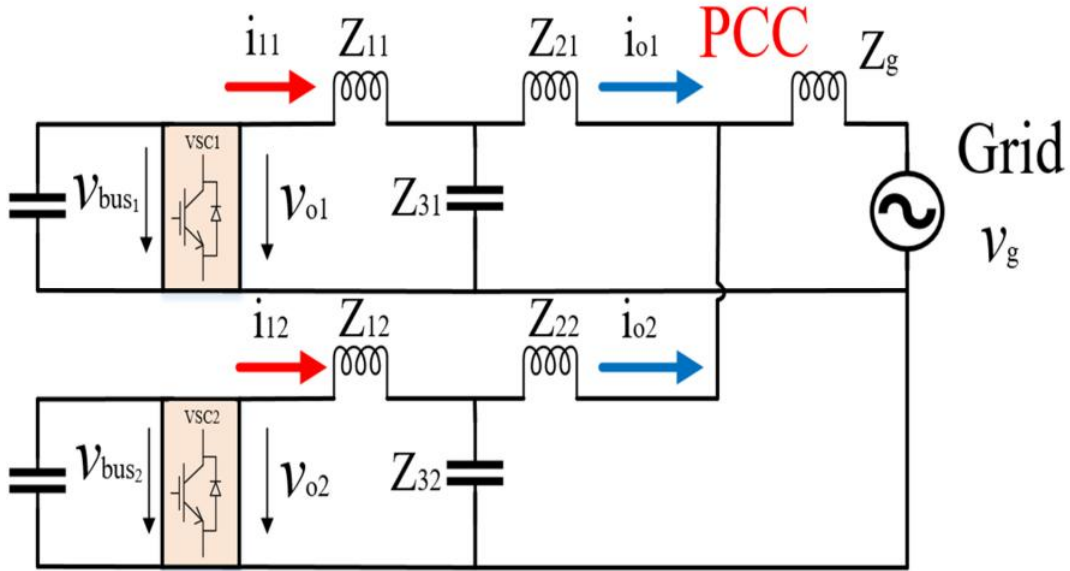 i11 Z11 Z21 io1 PCC Zg
VSC1
vbus1 vo1 Z31 Grid
vg
i12 Z12 Z22 io2
VSC2
vbus2 vo2 Z32